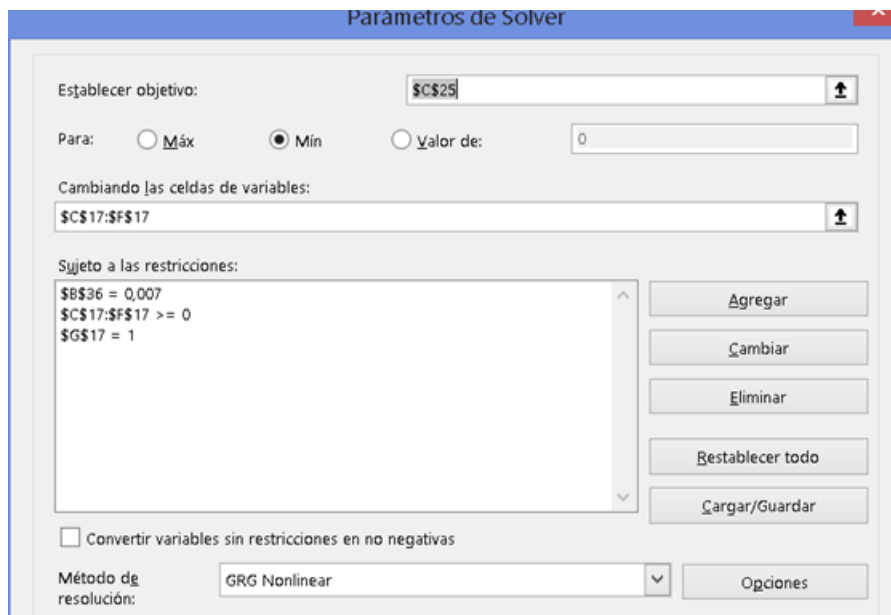 Parámetros de Solver
Establecer objetivo: $C$25
Para: Máx Mín Valor de: 0
Cambiando las celdas de variables:
$C$17:$F$17
Sujeto a las restricciones:
$B$36 = 0,007
$C$17:$F$17 >= 0
$G$17 = 1
Agregar
Cambiar
Eliminar
Restablecer todo
Cargar/Guardar
Convertir variables sin restricciones en no negativas
Método de resolución: GRG Nonlinear Opciones